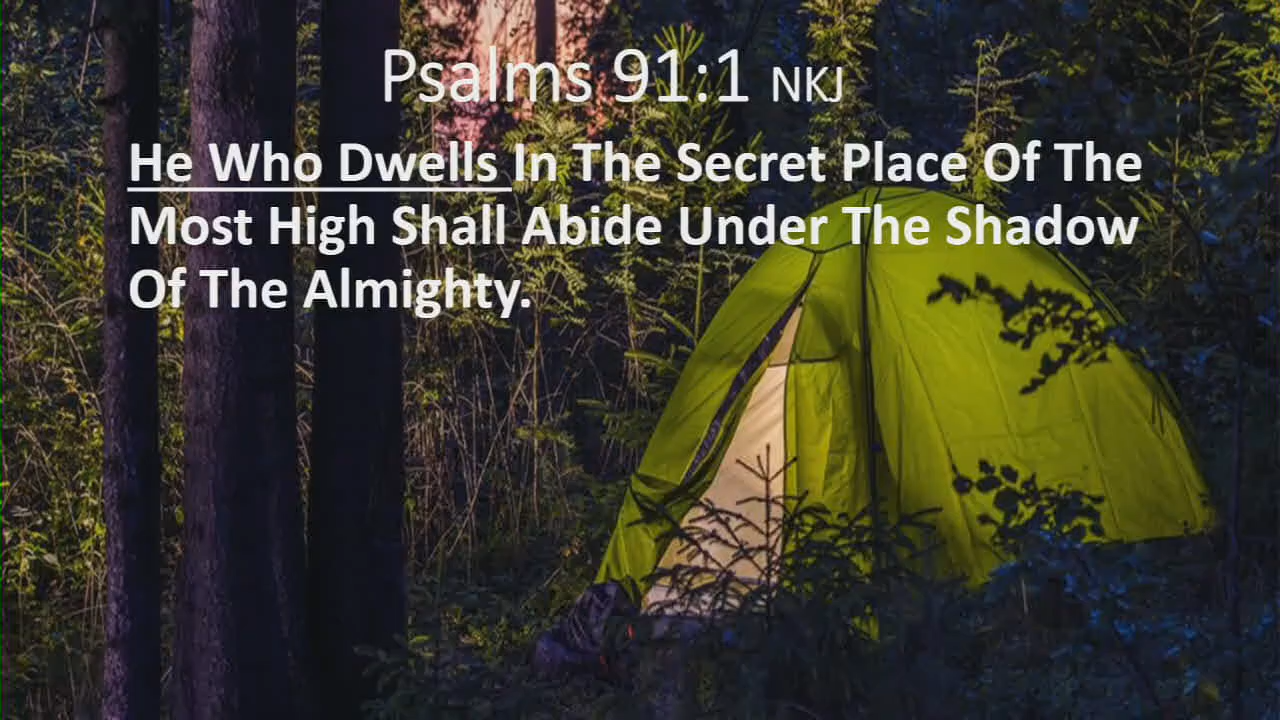 Psalms 91:1 NKJ
He Who Dwells In The Secret Place Of The
Most High Shall Abide Under The Shadow
Of The Almighty.